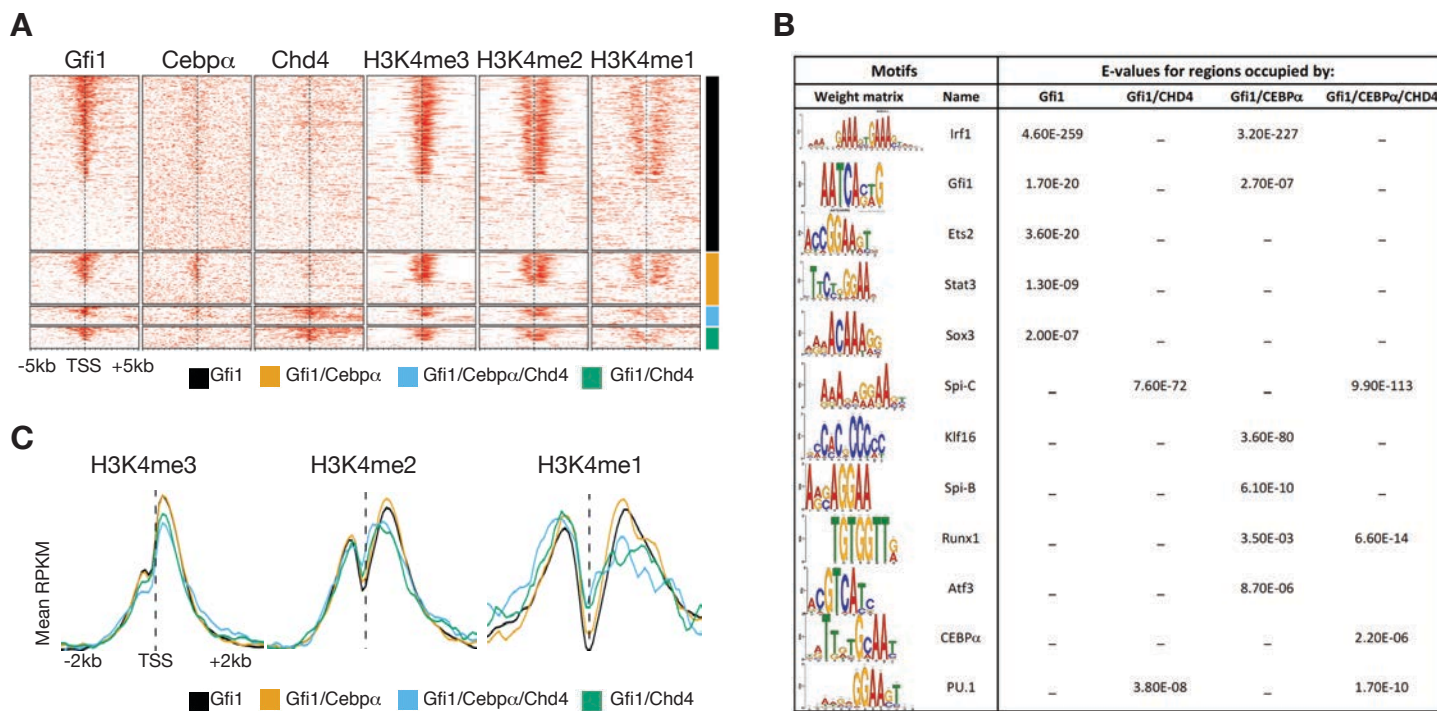 A
Gfi1 Cebpα Chd4 H3K4me3 H3K4me2 H3K4me1
-5kb TSS +5kb
Gfi1 Gfi1/Cebpα Gfi1/Cebpα/Chd4 Gfi1/Chd4
B
Motifs E-values for regions occupied by:
Weight matrix Name Gfi1 Gfi1/CHD4 Gfi1/CEBPα Gfi1/CEBPα/CHD4
Irf1 4.60E-259 _ 3.20E-227 _
Gfi1 1.70E-20 _ 2.70E-07 _
Ets2 3.60E-20 _ _ _
Stat3 1.30E-09 _ _ _
Sox3 2.00E-07 _ _ _
Spi-C _ 7.60E-72 _ 9.90E-113
Klf16 _ _ 3.60E-80 _
Spi-B _ _ 6.10E-10 _
Runx1 _ _ 3.50E-03 6.60E-14
Atf3 _ _ 8.70E-06
CEBPα _ _ _ 2.20E-06
PU.1 _ 3.80E-08 _ 1.70E-10
C
H3K4me3 H3K4me2 H3K4me1
Mean RPKM
-2kb TSS +2kb
Gfi1 Gfi1/Cebpα Gfi1/Cebpα/Chd4 Gfi1/Chd4